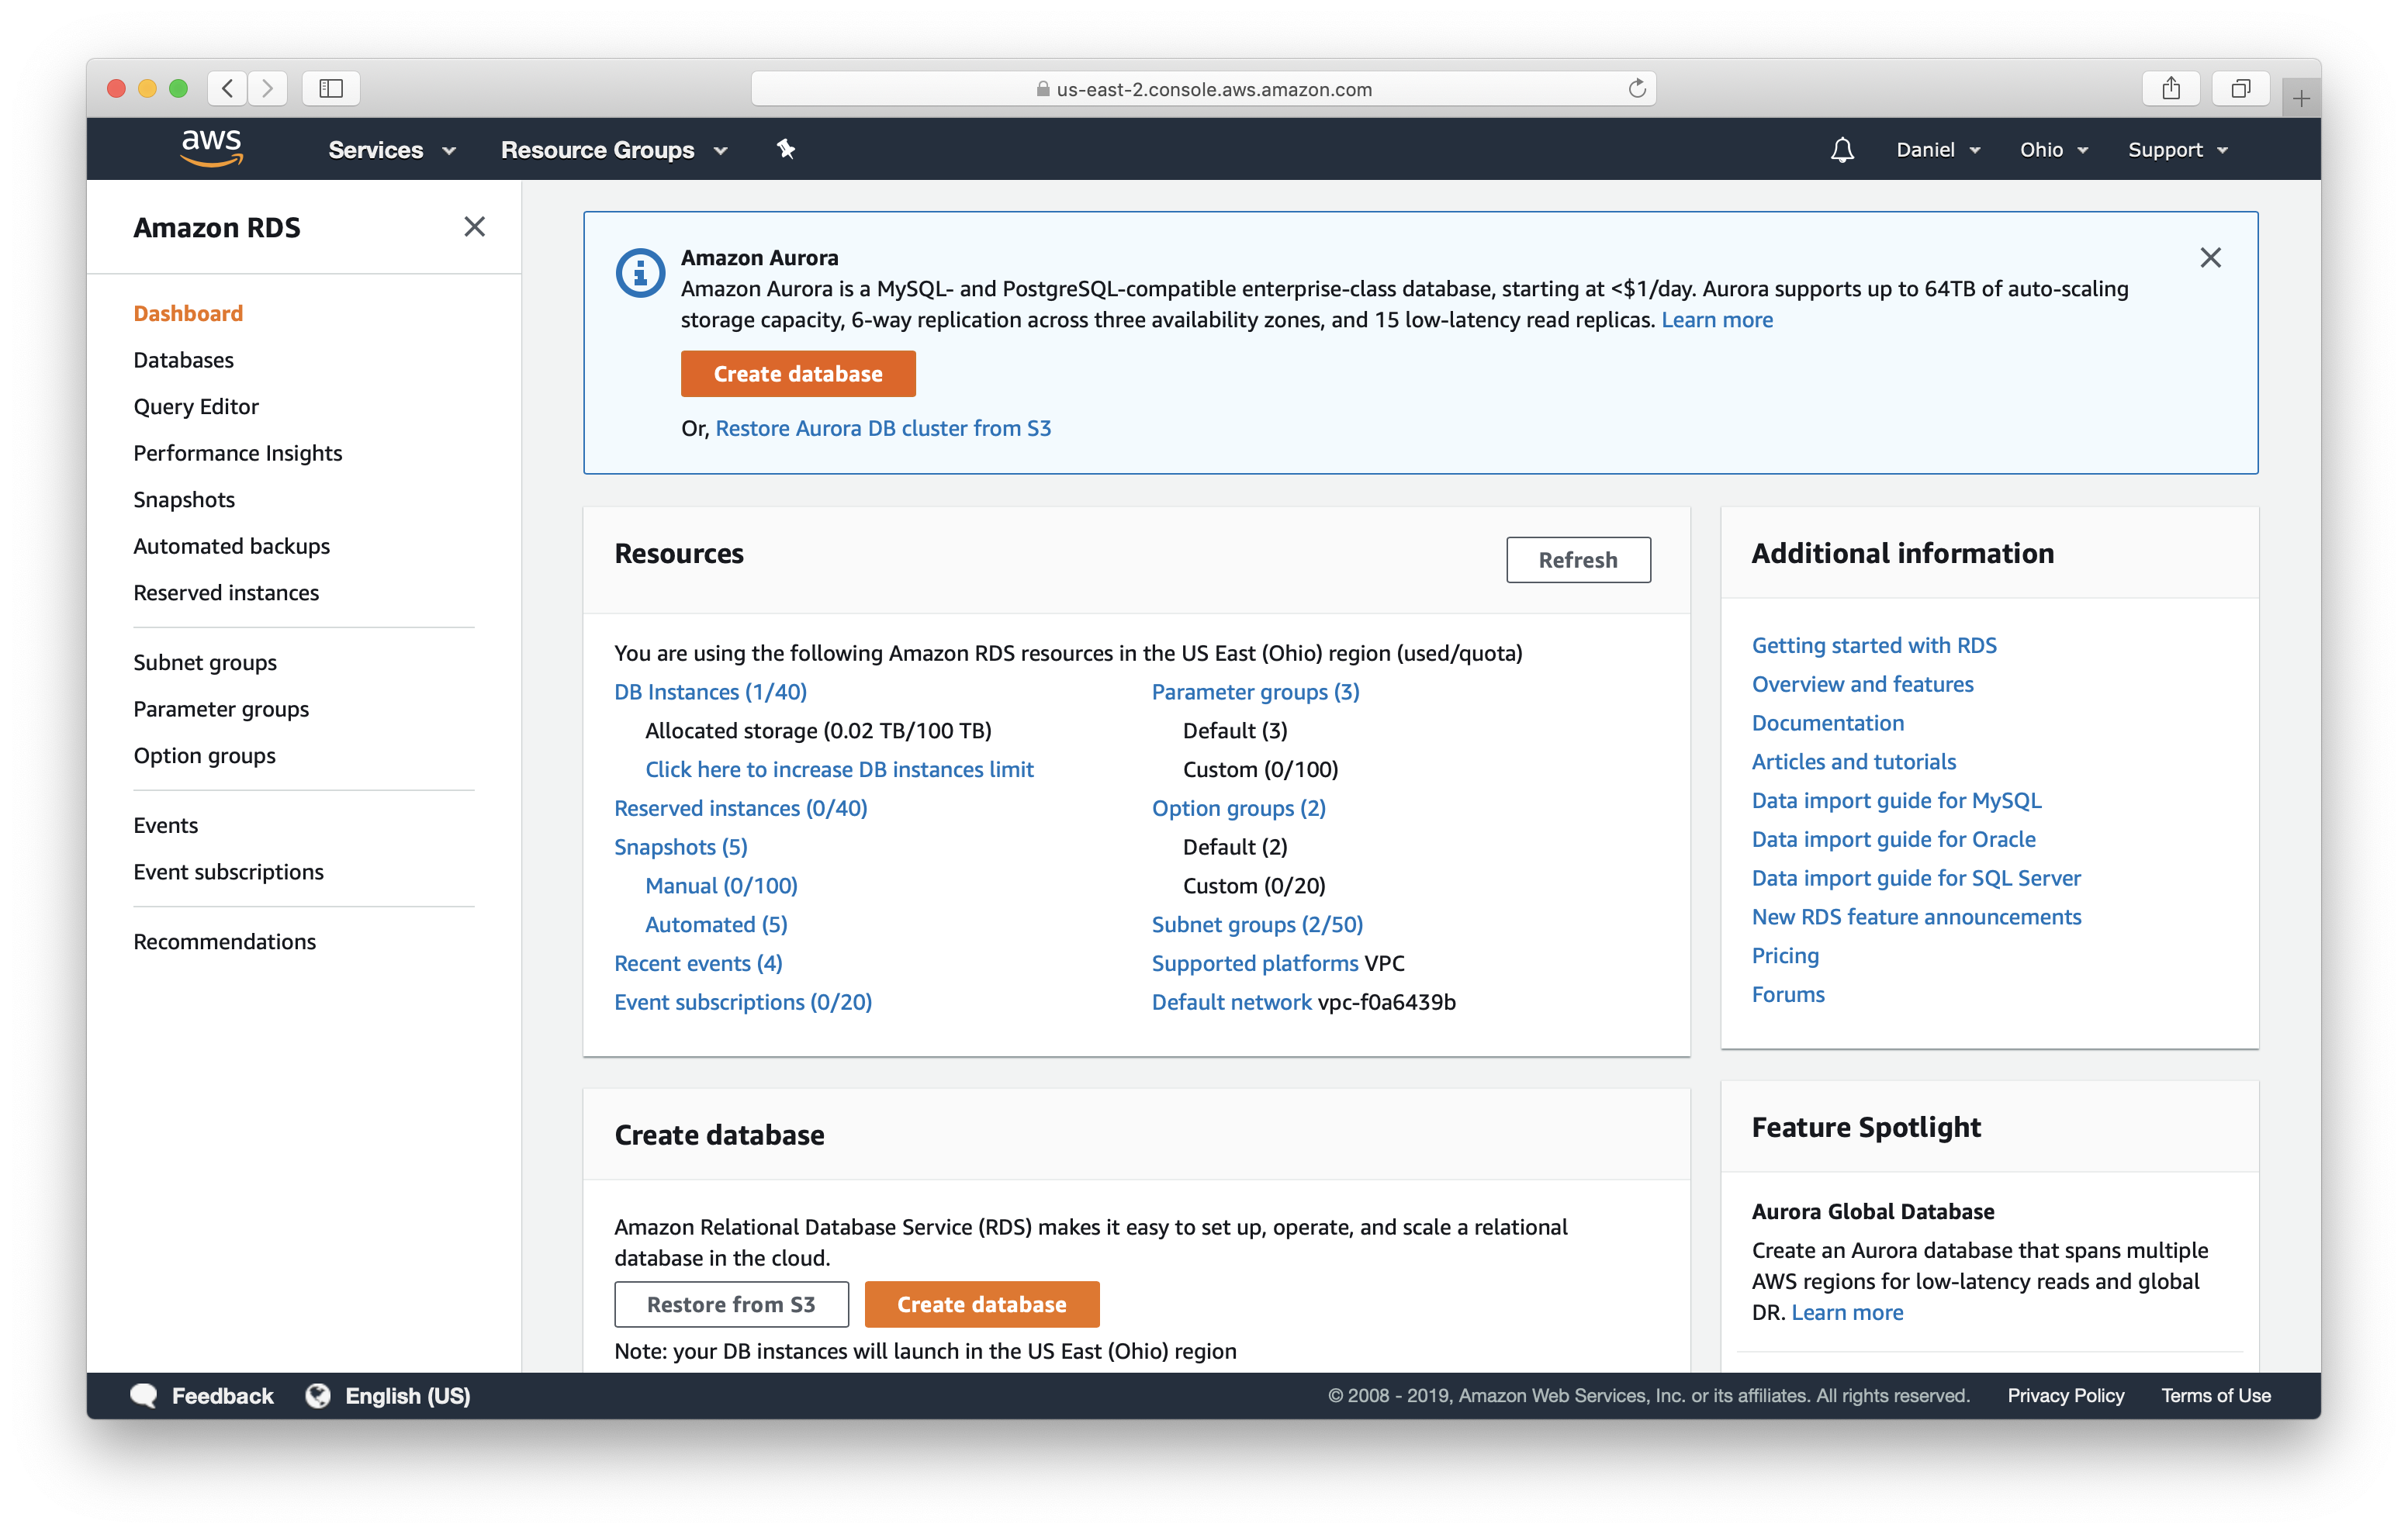 us-east-2.console.aws.amazon.com
aws
Services
Resource Groups
Daniel
Ohio
Support
Amazon RDS
Dashboard
Databases
Query Editor
Performance Insights
Snapshots
Automated backups
Reserved instances
Subnet groups
Parameter groups
Option groups
Events
Event subscriptions
Recommendations
Amazon Aurora
Amazon Aurora is a MySQL- and PostgreSQL-compatible enterprise-class database, starting at <$1/day. Aurora supports up to 64TB of auto-scaling
storage capacity, 6-way replication across three availability zones, and 15 low-latency read replicas. Learn more
Create database
Or, Restore Aurora DB cluster from S3
Resources
Refresh
You are using the following Amazon RDS resources in the US East (Ohio) region (used/quota)
DB Instances (1/40)
Allocated storage (0.02 TB/100 TB)
Click here to increase DB instances limit
Reserved instances (0/40)
Snapshots (5)
Manual (0/100)
Automated (5)
Recent events (4)
Event subscriptions (0/20)
Parameter groups (3)
Default (3)
Custom (0/100)
Option groups (2)
Default (2)
Custom (0/20)
Subnet groups (2/50)
Supported platforms VPC
Default network vpc-f0a6439b
Additional information
Getting started with RDS
Overview and features
Documentation
Articles and tutorials
Data import guide for MySQL
Data import guide for Oracle
Data import guide for SQL Server
New RDS feature announcements
Pricing
Forums
Create database
Amazon Relational Database Service (RDS) makes it easy to set up, operate, and scale a relational
database in the cloud.
Restore from S3
Create database
Note: your DB instances will launch in the US East (Ohio) region
Feature Spotlight
Aurora Global Database
Create an Aurora database that spans multiple
AWS regions for low-latency reads and global
DR. Learn more
Feedback
English (US)
© 2008 - 2019, Amazon Web Services, Inc. or its affiliates. All rights reserved.
Privacy Policy
Terms of Use